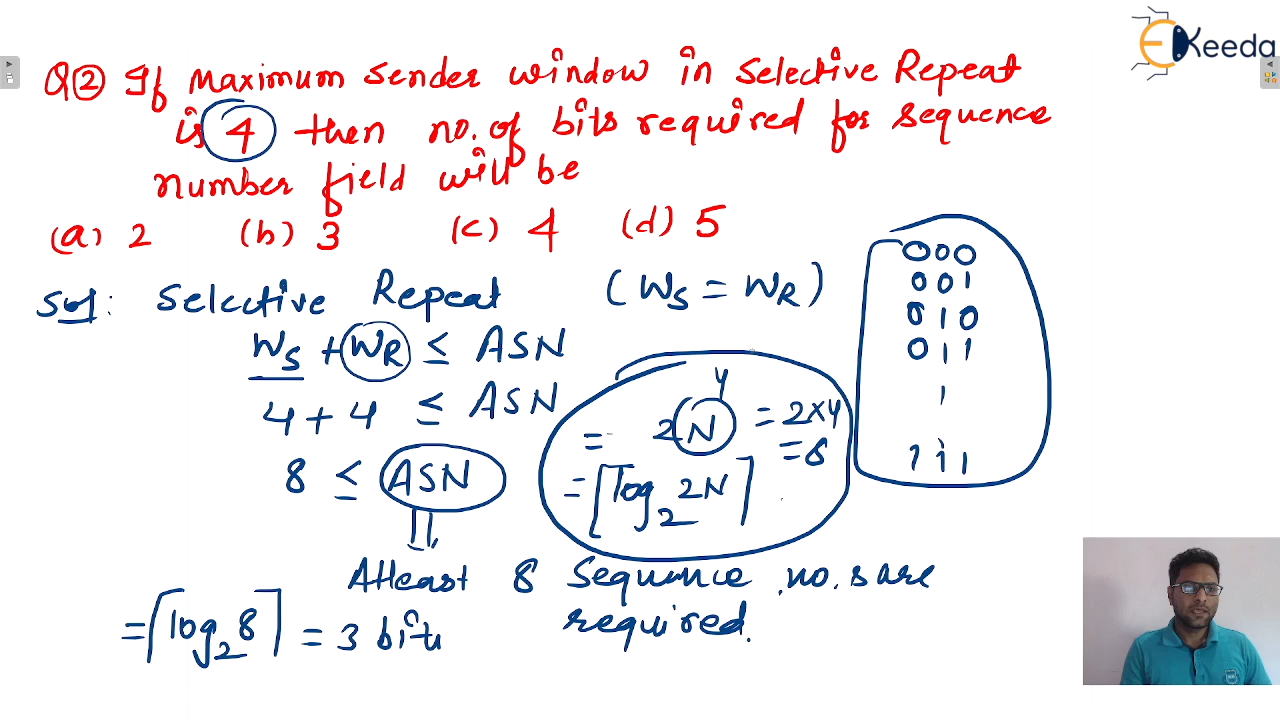 EKeeda
Q② If Maximum Sender window in Selective Repeat
is 4 then no. of bits required for sequence
number field will be
(a) 2 (b) 3 (c) 4 (d) 5
Sol: Selective Repeat (WS = WR)
WS + WR ≤ ASN
4 + 4 ≤ ASN
8 ≤ ASN
4
= 2N = 2×4
= 8
= ⌈log₂ 2N⌉
000
001
010
011
1
111
Atleast 8 Sequence no.s are
required.
= ⌈log₂ 8⌉ = 3 bits